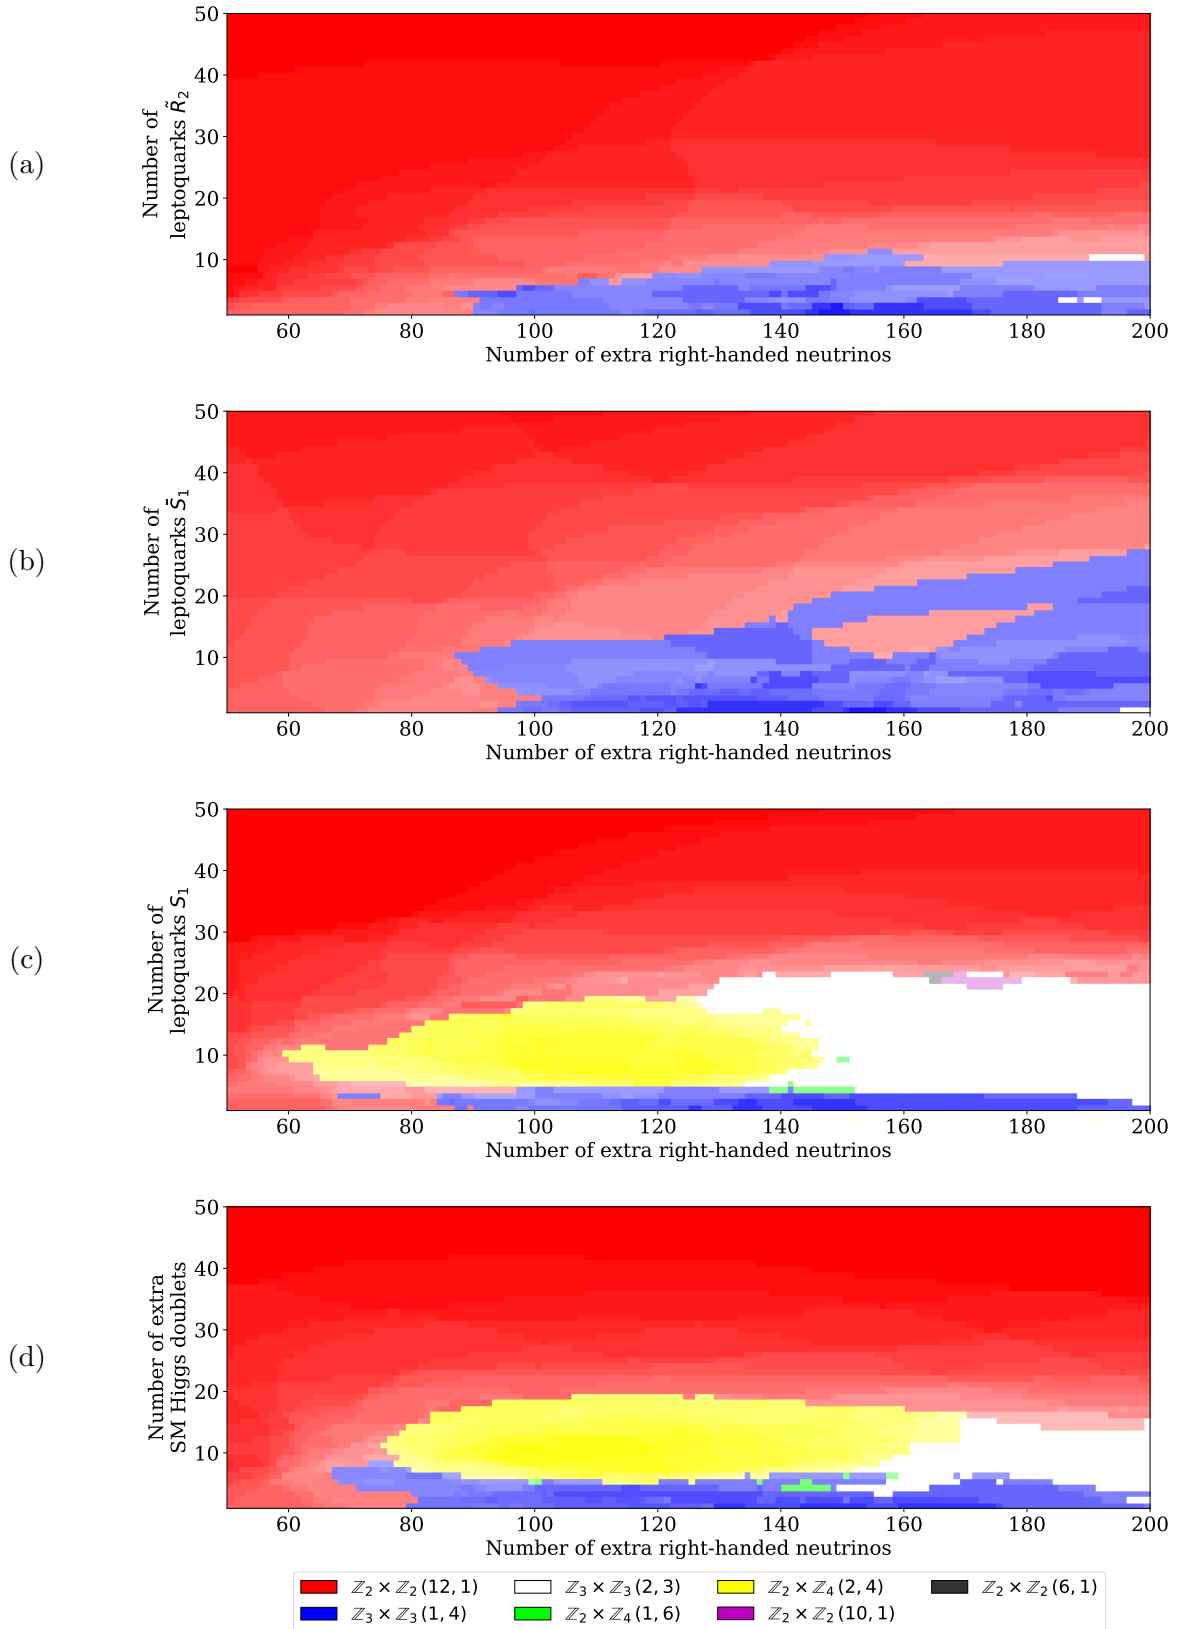 (a)
Number of
leptoquarks $\tilde{R}_2$
50
40
30
20
10
60 80 100 120 140 160 180 200
Number of extra right-handed neutrinos
(b)
Number of
leptoquarks $\bar{S}_1$
50
40
30
20
10
60 80 100 120 140 160 180 200
Number of extra right-handed neutrinos
(c)
Number of
leptoquarks $S_1$
50
40
30
20
10
60 80 100 120 140 160 180 200
Number of extra right-handed neutrinos
(d)
Number of extra
SM Higgs doublets
50
40
30
20
10
60 80 100 120 140 160 180 200
Number of extra right-handed neutrinos
ℤ₂ × ℤ₂ (12, 1) ℤ₃ × ℤ₃ (2, 3) ℤ₂ × ℤ₄ (2, 4) ℤ₂ × ℤ₂ (6, 1)
ℤ₃ × ℤ₃ (1, 4) ℤ₂ × ℤ₄ (1, 6) ℤ₂ × ℤ₂ (10, 1)